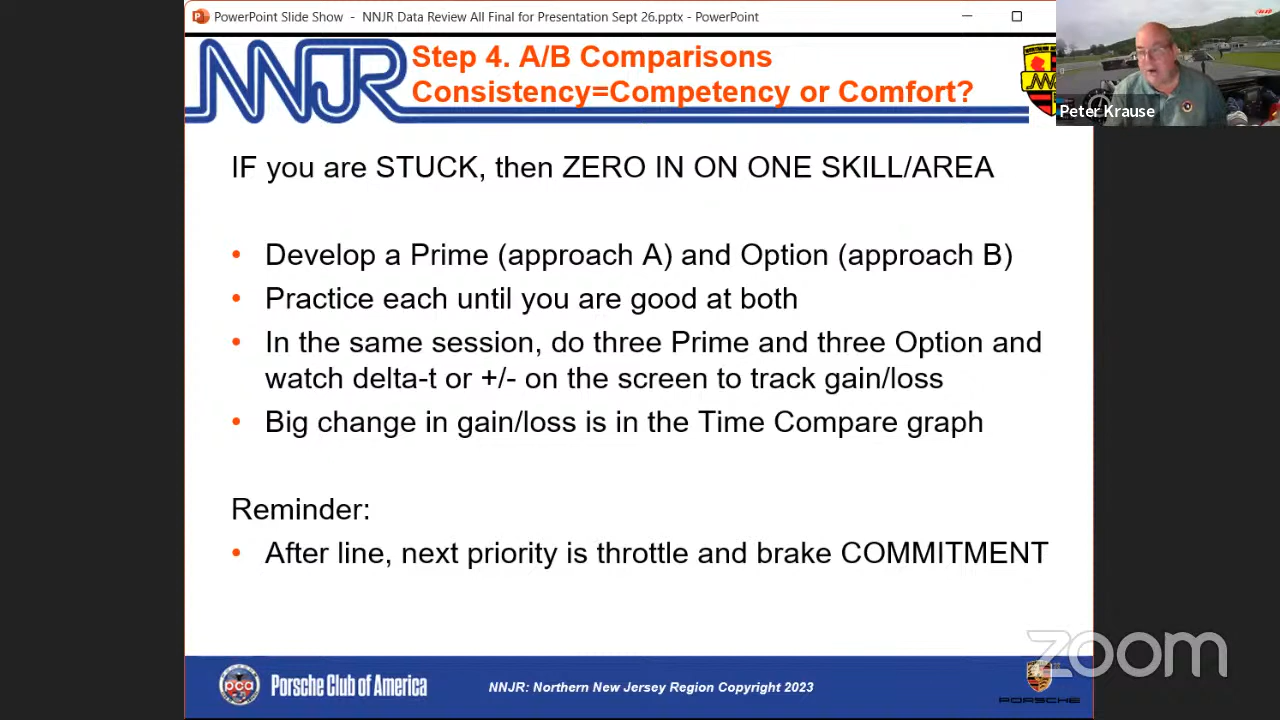 PowerPoint Slide Show - NNJR Data Review All Final for Presentation Sept 26.pptx - PowerPoint
NNJR
Step 4. A/B Comparisons
Consistency=Competency or Comfort?
Peter Krause
IF you are STUCK, then ZERO IN ON ONE SKILL/AREA
• Develop a Prime (approach A) and Option (approach B)
• Practice each until you are good at both
• In the same session, do three Prime and three Option and
watch delta-t or +/- on the screen to track gain/loss
• Big change in gain/loss is in the Time Compare graph
Reminder:
• After line, next priority is throttle and brake COMMITMENT
zoom
pca
Porsche Club of America
NNJR: Northern New Jersey Region Copyright 2023
PORSCHE